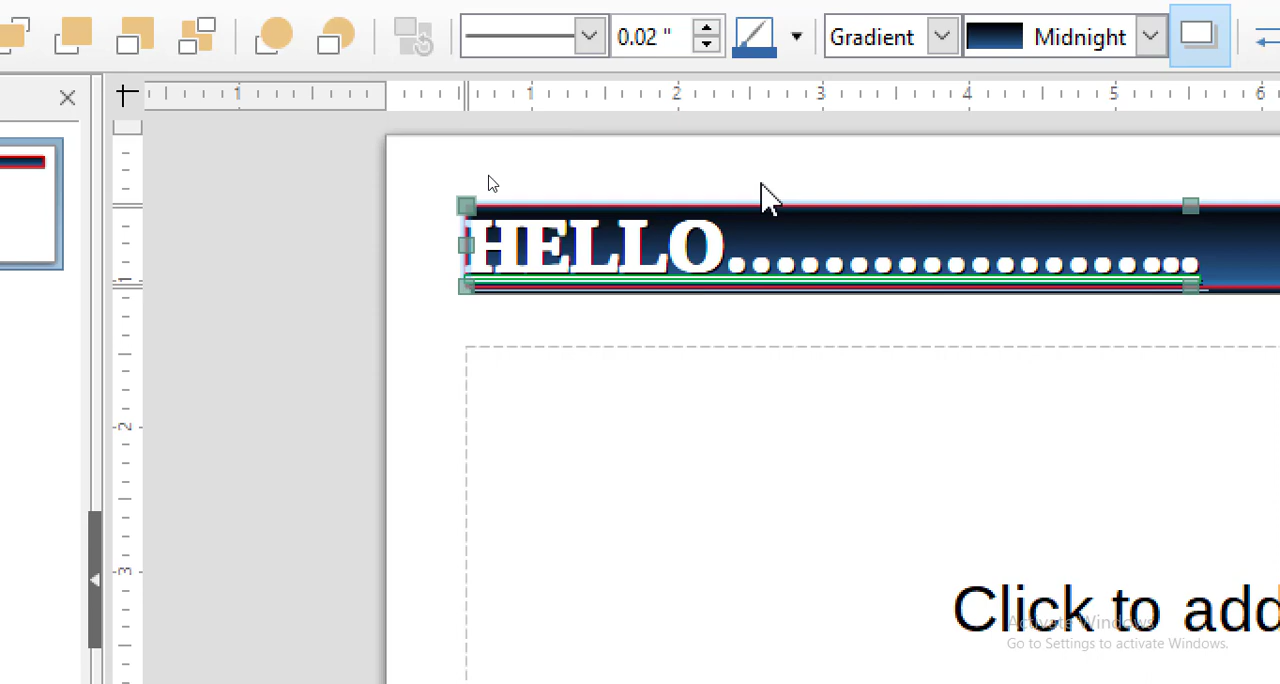 0.02 "
Gradient
Midnight
1
1
2
3
4
5
6
HELLO......................
1
2
3
Click to add
Activate Windows
Go to Settings to activate Windows.